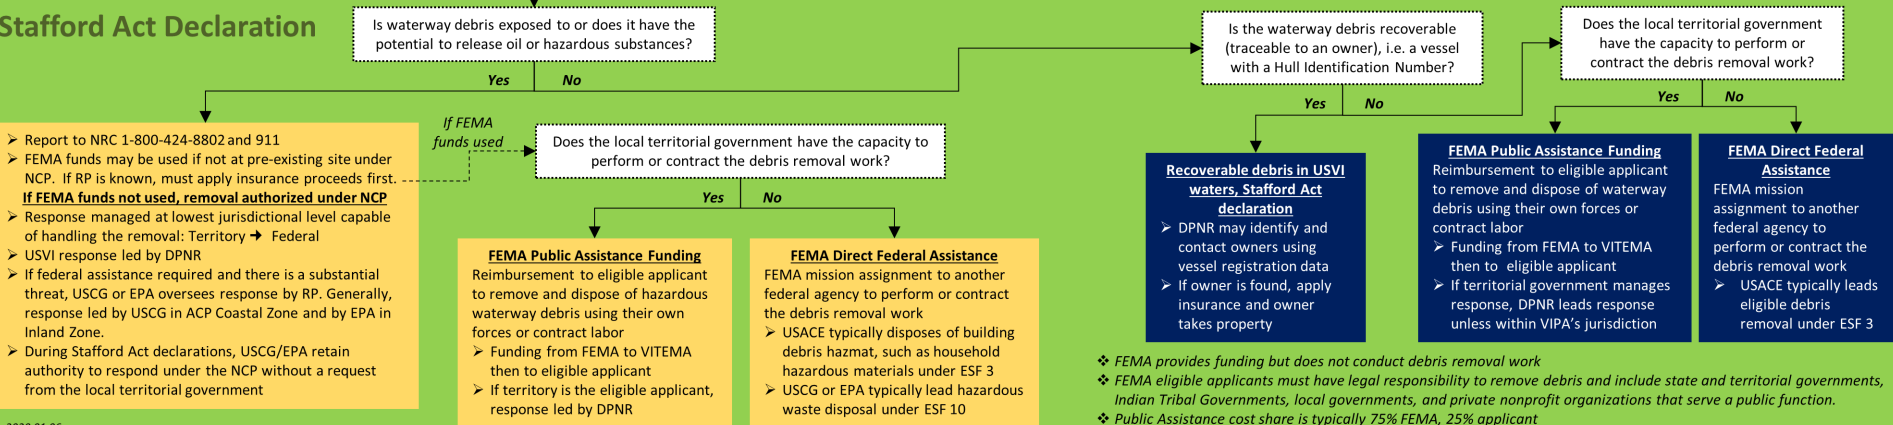 Stafford Act Declaration
Is waterway debris exposed to or does it have the
potential to release oil or hazardous substances?
Yes No
➢ Report to NRC 1-800-424-8802 and 911
➢ FEMA funds may be used if not at pre-existing site under
NCP. If RP is known, must apply insurance proceeds first.
If FEMA funds not used, removal authorized under NCP
➢ Response managed at lowest jurisdictional level capable
of handling the removal: Territory ➔ Federal
➢ USVI response led by DPNR
➢ If federal assistance required and there is a substantial
threat, USCG or EPA oversees response by RP. Generally,
response led by USCG in ACP Coastal Zone and by EPA in
Inland Zone.
➢ During Stafford Act declarations, USCG/EPA retain
authority to respond under the NCP without a request
from the local territorial government
If FEMA
funds used
Does the local territorial government have the capacity to
perform or contract the debris removal work?
Yes No
FEMA Public Assistance Funding
Reimbursement to eligible applicant
to remove and dispose of hazardous
waterway debris using their own
forces or contract labor
➢ Funding from FEMA to VITEMA
then to eligible applicant
➢ If territory is the eligible applicant,
response led by DPNR
FEMA Direct Federal Assistance
FEMA mission assignment to another
federal agency to perform or contract
the debris removal work
➢ USACE typically disposes of building
debris hazmat, such as household
hazardous materials under ESF 3
➢ USCG or EPA typically lead hazardous
waste disposal under ESF 10
Is the waterway debris recoverable
(traceable to an owner), i.e. a vessel
with a Hull Identification Number?
Yes No
Recoverable debris in USVI
waters, Stafford Act
declaration
➢ DPNR may identify and
contact owners using
vessel registration data
➢ If owner is found, apply
insurance and owner
takes property
Does the local territorial government
have the capacity to perform or
contract the debris removal work?
Yes No
FEMA Public Assistance Funding
Reimbursement to eligible applicant
to remove and dispose of waterway
debris using their own forces or
contract labor
➢ Funding from FEMA to VITEMA
then to eligible applicant
➢ If territorial government manages
response, DPNR leads response
unless within VIPA's jurisdiction
FEMA Direct Federal
Assistance
FEMA mission
assignment to another
federal agency to
perform or contract the
debris removal work
➢ USACE typically leads
eligible debris
removal under ESF 3
❖ FEMA provides funding but does not conduct debris removal work
❖ FEMA eligible applicants must have legal responsibility to remove debris and include state and territorial governments,
Indian Tribal Governments, local governments, and private nonprofit organizations that serve a public function.
❖ Public Assistance cost share is typically 75% FEMA, 25% applicant